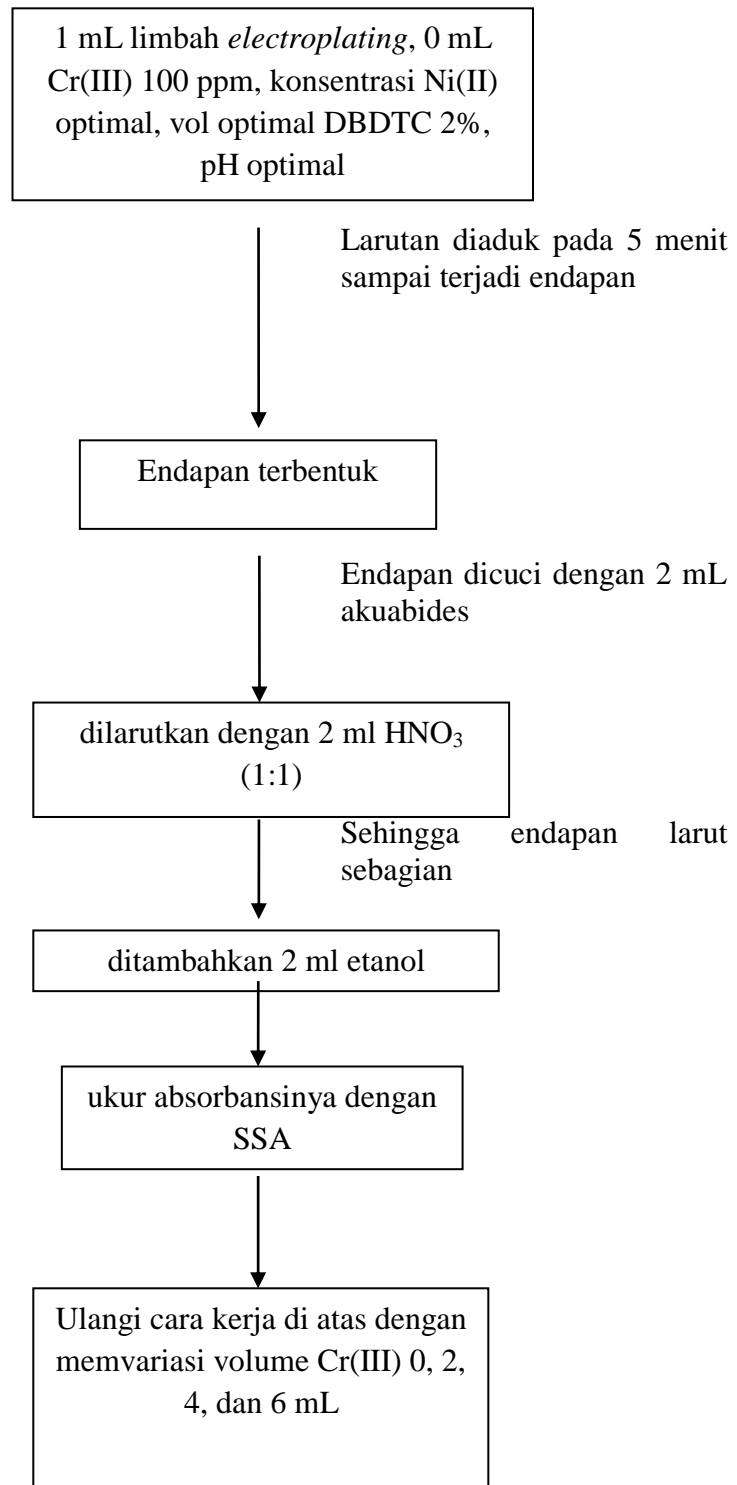 1 mL limbah electroplating, 0 mL
Cr(III) 100 ppm, konsentrasi Ni(II)
optimal, vol optimal DBDTC 2%,
pH optimal
Larutan diaduk pada 5 menit
sampai terjadi endapan
Endapan terbentuk
Endapan dicuci dengan 2 mL
akuabides
dilarutkan dengan 2 ml HNO₃
(1:1)
Sehingga endapan larut
sebagian
ditambahkan 2 ml etanol
ukur absorbansinya dengan
SSA
Ulangi cara kerja di atas dengan
memvariasi volume Cr(III) 0, 2,
4, dan 6 mL